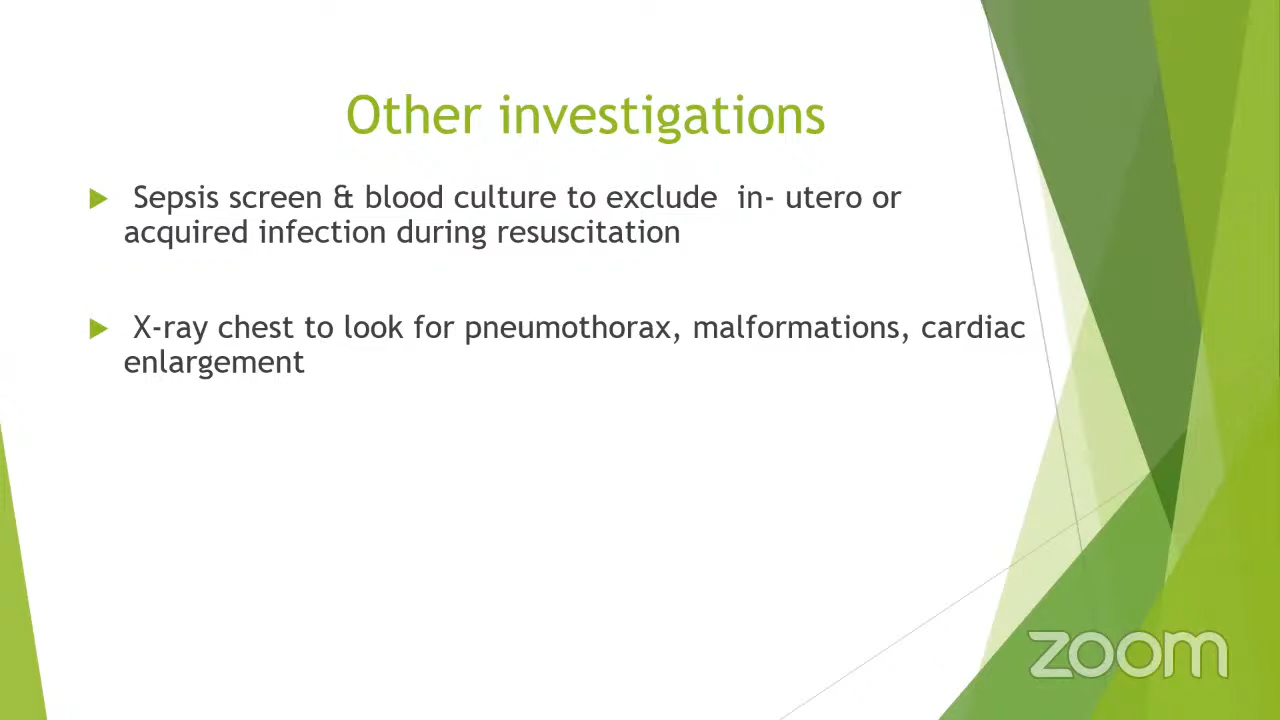 Other investigations
Sepsis screen & blood culture to exclude in- utero or
acquired infection during resuscitation
X-ray chest to look for pneumothorax, malformations, cardiac
enlargement
zoom